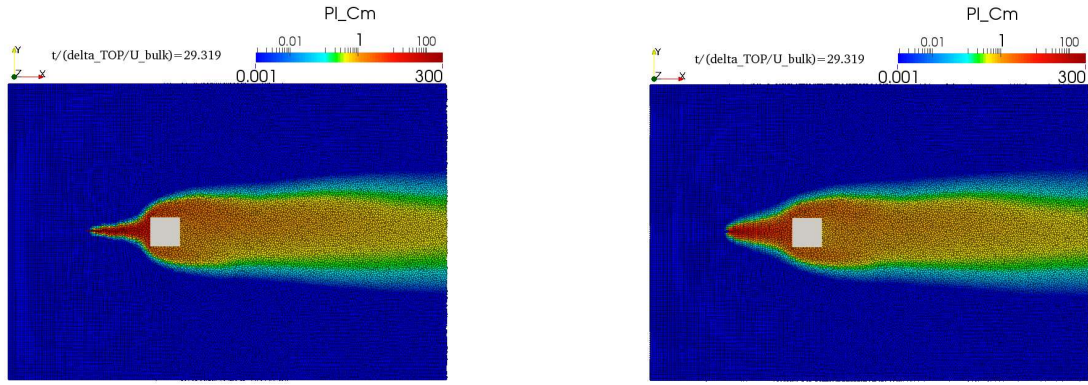 Pl_Cm
Y
Z X
t/(delta_TOP/U_bulk)=29.319
0.01 1 100
0.001 300
Pl_Cm
Y
Z X
t/(delta_TOP/U_bulk)=29.319
0.01 1 100
0.001 300